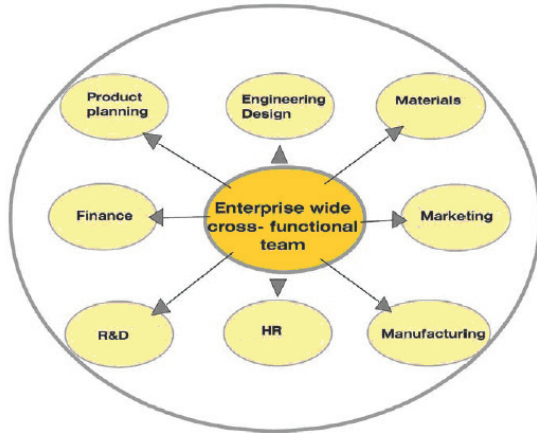 Product
planning
Engineering
Design
Materials
Finance
Enterprise wide
cross- functional
team
Marketing
R&D
HR
Manufacturing